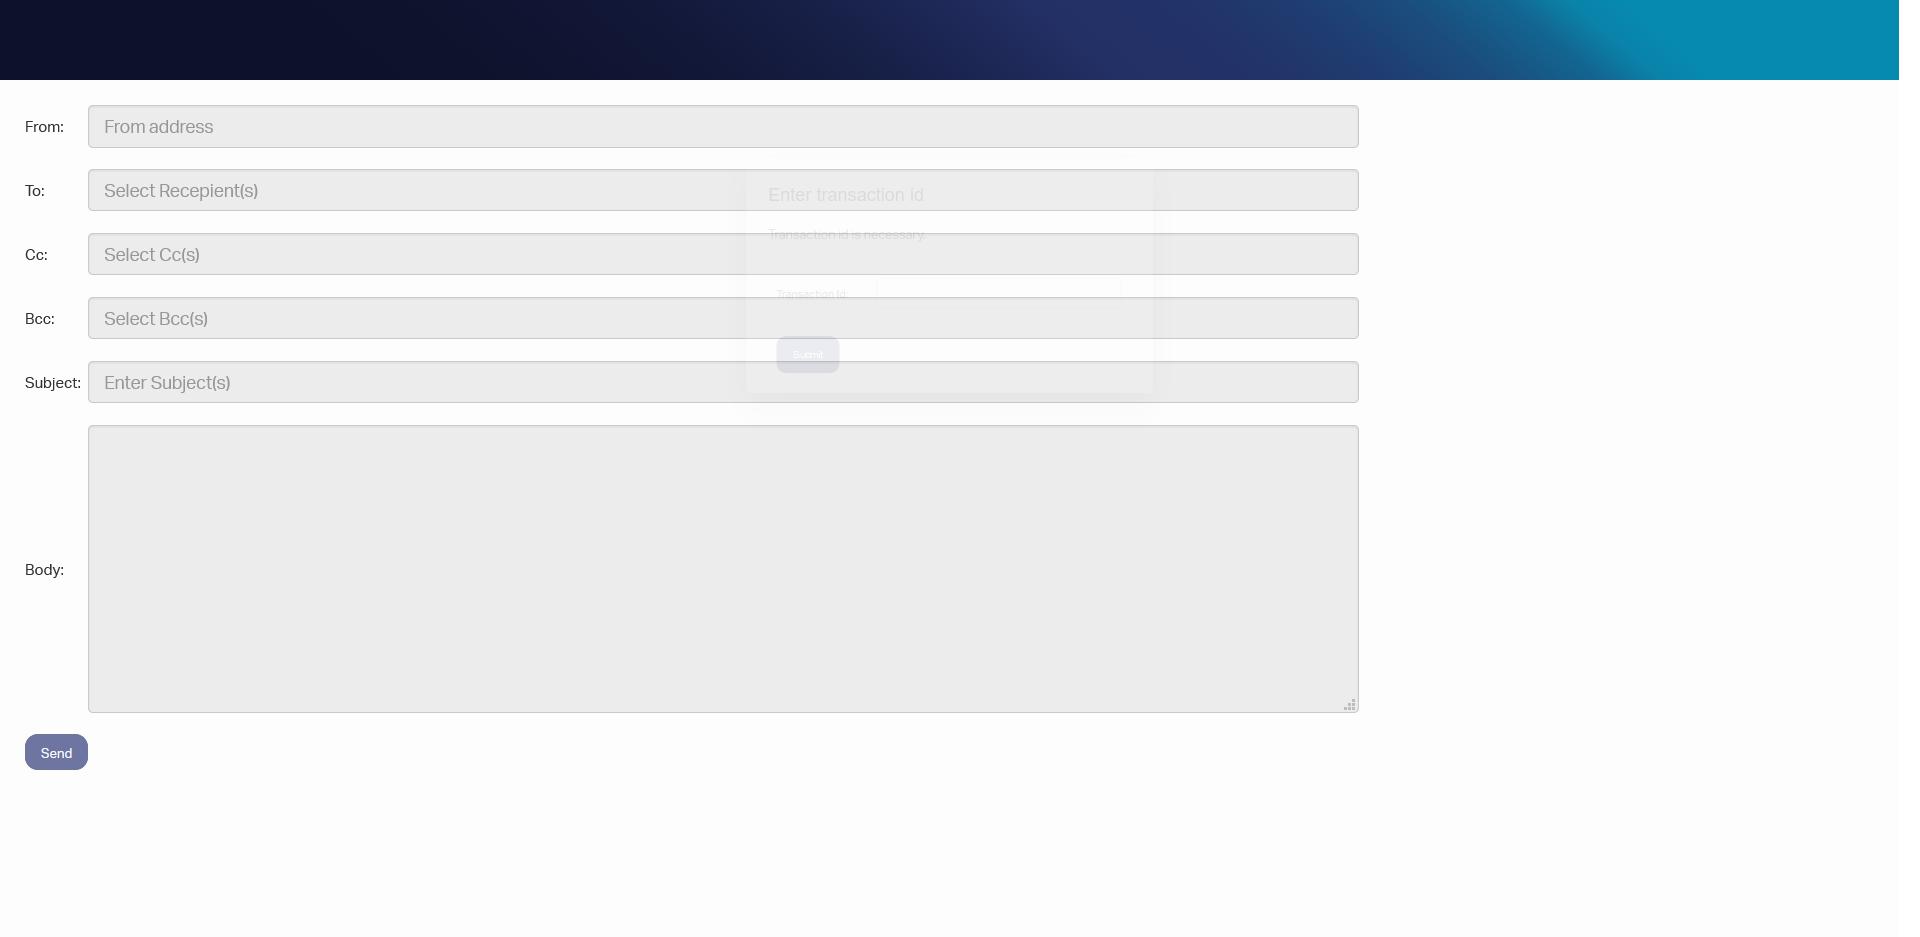 From: From address
To: Select Recepient(s)
Enter transaction id
Transaction id is necessary.
Cc: Select Cc(s)
Transaction Id:
Bcc: Select Bcc(s)
Submit
Subject: Enter Subject(s)
Body:
Send